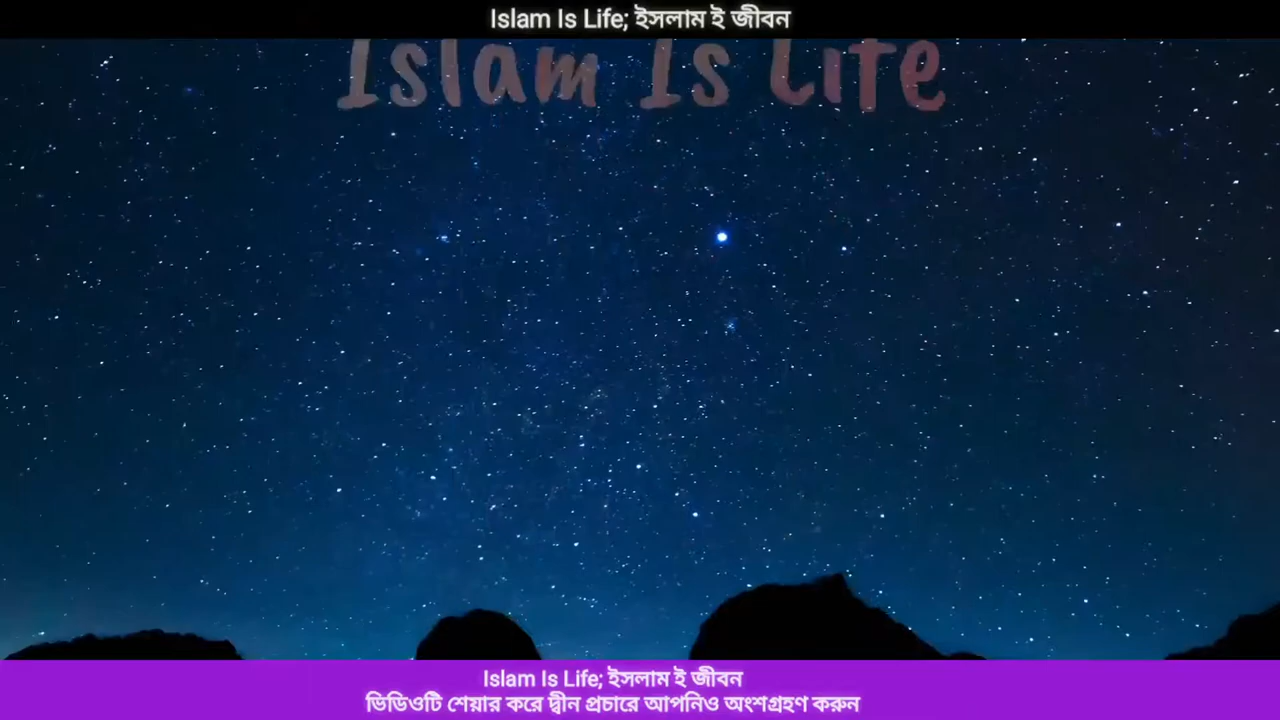 Islam Is Life; ইসলাম ই জীবন
Islam Is Life
Islam Is Life; ইসলাম ই জীবন
ভিডিওটি শেয়ার করে দ্বীন প্রচারে আপনিও অংশগ্রহণ করুন